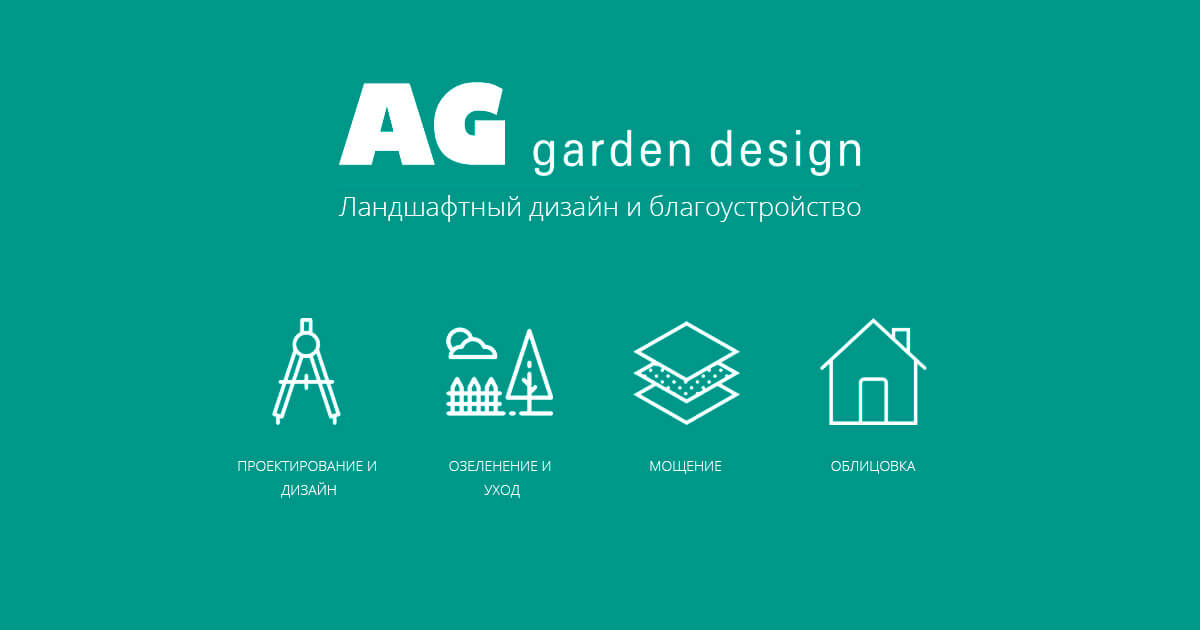 AG garden design
Ландшафтный дизайн и благоустройство
ПРОЕКТИРОВАНИЕ И
ДИЗАЙН
ОЗЕЛЕНЕНИЕ И
УХОД
МОЩЕНИЕ
ОБЛИЦОВКА